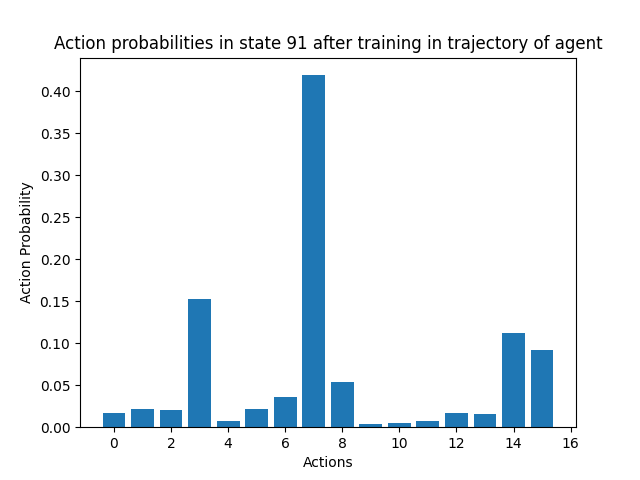 Action probabilities in state 91 after training in trajectory of agent
0.40
0.35
0.30
0.25
0.20
0.15
0.10
0.05
0.00
Action Probability
0 2 4 6 8 10 12 14 16
Actions